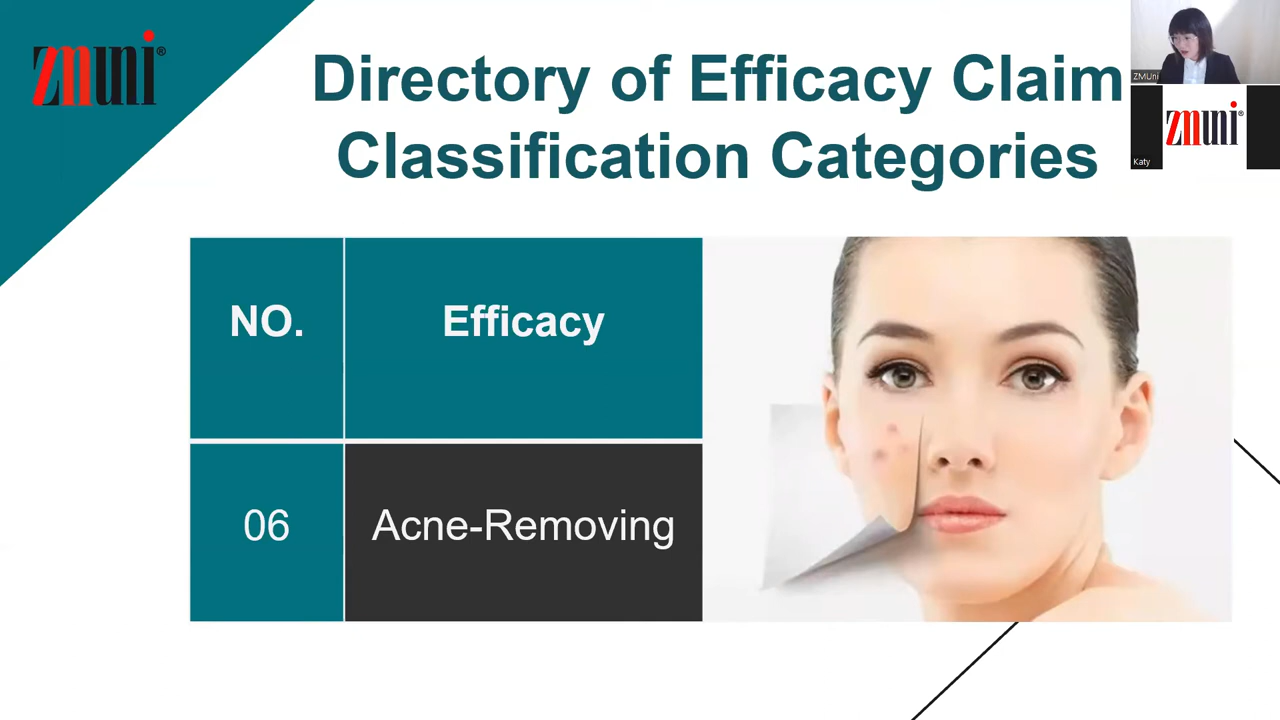 zmuni®
Directory of Efficacy Claim
Classification Categories
ZMUni
zmuni®
Katy
NO.
Efficacy
06
Acne-Removing